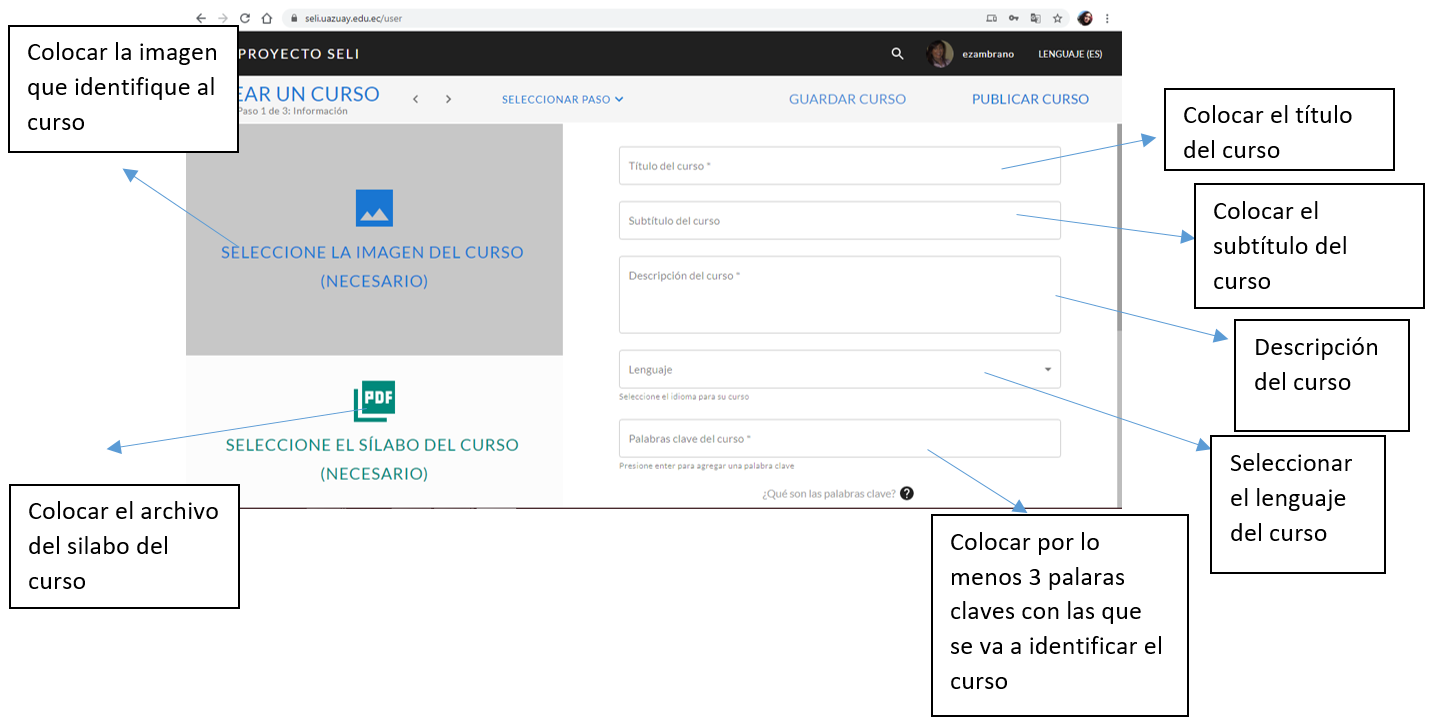 seli.uazuay.edu.ec/user
PROYECTO SELI
ezambrano
LENGUAJE (ES)
EAR UN CURSO
Paso 1 de 3: Información
SELECCIONAR PASO
GUARDAR CURSO
PUBLICAR CURSO
Colocar la imagen
que identifique al
curso
SELECCIONE LA IMAGEN DEL CURSO
(NECESARIO)
PDF
SELECCIONE EL SÍLABO DEL CURSO
(NECESARIO)
Colocar el archivo
del silabo del
curso
Título del curso *
Subtítulo del curso
Descripción del curso *
Lenguaje
Seleccione el idioma para su curso
Palabras clave del curso *
Presione enter para agregar una palabra clave
¿Qué son las palabras clave? ?
Colocar el título
del curso
Colocar el
subtítulo del
curso
Descripción
del curso
Seleccionar
el lenguaje
del curso
Colocar por lo
menos 3 palaras
claves con las que
se va a identificar el
curso